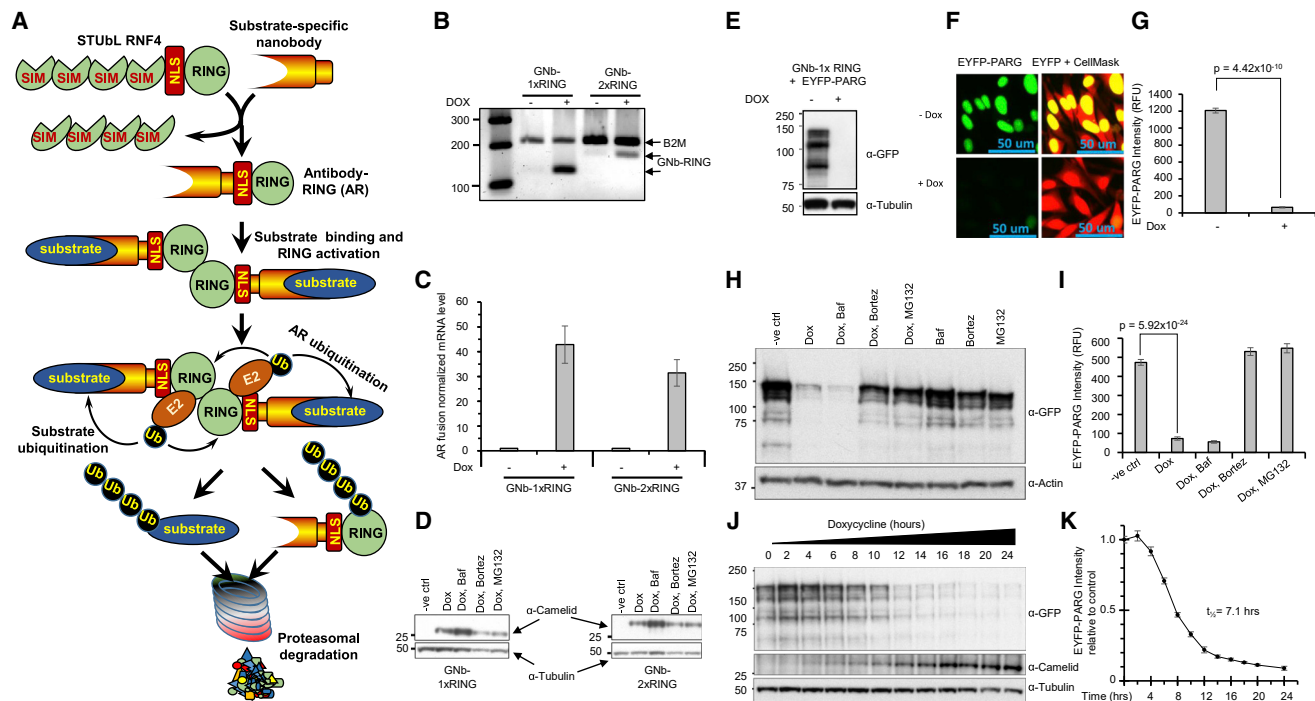 A
STUbL RNF4
Substrate-specific
nanobody
SIM SIM SIM SIM
NLS
RING
SIM SIM SIM SIM
NLS
RING
Antibody-
RING (AR)
Substrate binding and
RING activation
substrate
NLS
RING
RING
NLS
substrate
AR ubiquitination
substrate
NLS
RING
E2
Ub
E2
RING
NLS
substrate
Ub
Substrate
ubiquitination
Ub Ub Ub Ub
substrate
Ub Ub Ub Ub
NLS
RING
Proteasomal
degradation
B
GNb-
1xRING
GNb-
2xRING
DOX - + - +
300
200
100
B2M
GNb-RING
C
AR fusion normalized mRNA level
60
50
40
30
20
10
0
Dox - + - +
GNb-1xRING GNb-2xRING
D
-ve ctrl
Dox
Dox, Baf
Dox, Bortez
Dox, MG132
25
50
GNb-
1xRING
α-Camelid
α-Tubulin
-ve ctrl
Dox
Dox, Baf
Dox, Bortez
Dox, MG132
25
50
GNb-
2xRING
E
GNb-1x RING
+ EYFP-PARG
DOX - +
250
150
100
75
50
α-GFP
α-Tubulin
F
EYFP-PARG EYFP + CellMask
- Dox
50 um 50 um
+ Dox
50 um 50 um
G
p = 4.42x10-10
EYFP-PARG Intensity (RFU)
1400
1200
1000
800
600
400
200
0
Dox - +
H
-ve ctrl
Dox
Dox, Baf
Dox, Bortez
Dox, MG132
Baf
Bortez
MG132
250
150
100
75
50
37
α-GFP
α-Actin
I
p = 5.92x10-24
EYFP-PARG Intensity (RFU)
600
500
400
300
200
100
0
-ve ctrl
Dox
Dox, Baf
Dox, Bortez
Dox, MG132
J
Doxycycline (hours)
0 2 4 6 8 10 12 14 16 18 20 24
250
150
100
75
25
50
α-GFP
α-Camelid
α-Tubulin
K
EYFP-PARG Intensity
relative to control
1.0
0.5
0
t½= 7.1 hrs
Time (hrs) 4 8 12 16 20 24